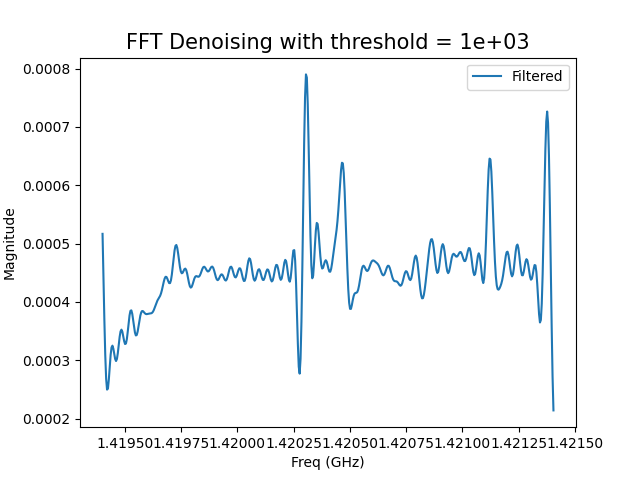 FFT Denoising with threshold = 1e+03
Filtered
0.0008
0.0007
0.0006
0.0005
0.0004
0.0003
0.0002
Magnitude
1.41950 1.41975 1.42000 1.42025 1.42050 1.42075 1.42100 1.42125 1.42150
Freq (GHz)